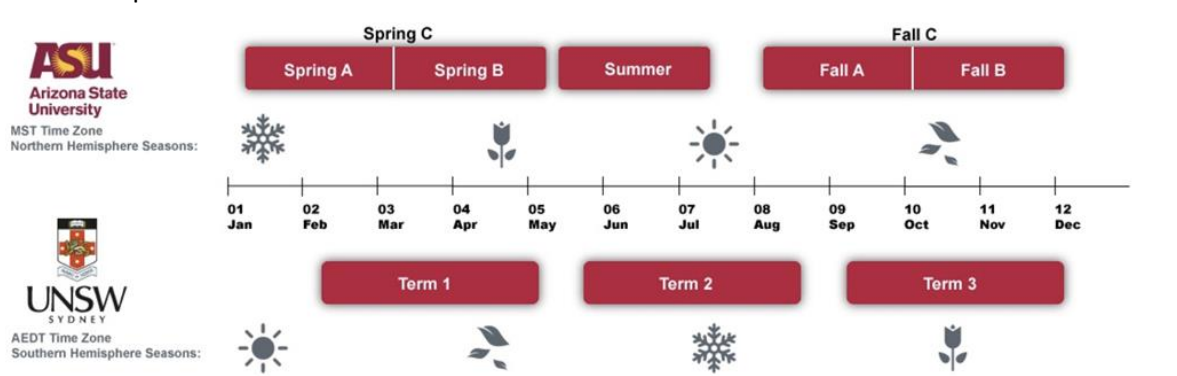 Spring C
Fall C
ASU
Spring A
Spring B
Summer
Fall A
Fall B
Arizona State
University
MST Time Zone
Northern Hemisphere Seasons:
01
Jan
02
Feb
03
Mar
04
Apr
05
May
06
Jun
07
Jul
08
Aug
09
Sep
10
Oct
11
Nov
12
Dec
Term 1
Term 2
Term 3
UNSW
SYDNEY
AEDT Time Zone
Southern Hemisphere Seasons: